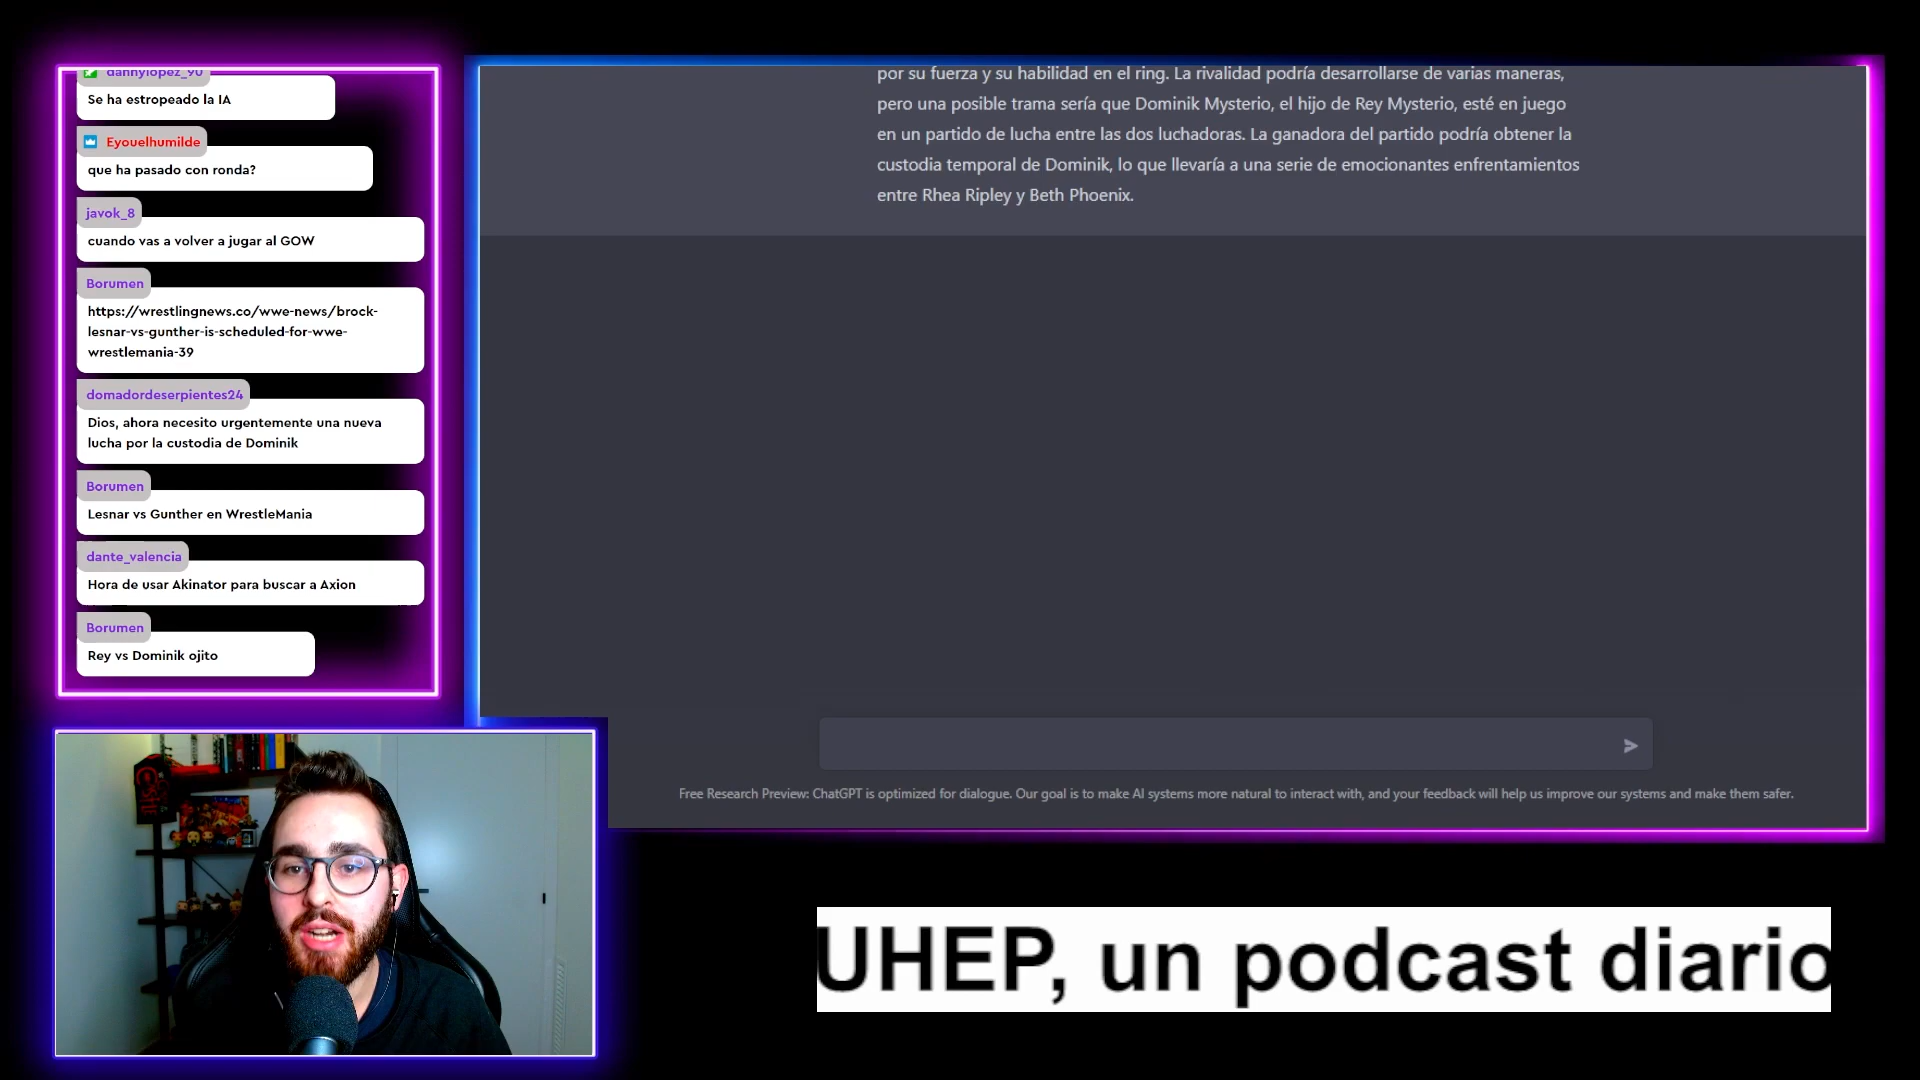 dannylopez_90
Se ha estropeado la IA
Eyouelhumilde
que ha pasado con ronda?
javok_8
cuando vas a volver a jugar al GOW
Borumen
https://wrestlingnews.co/wwe-news/brock-
lesnar-vs-gunther-is-scheduled-for-wwe-
wrestlemania-39
domadordeserpientes24
Dios, ahora necesito urgentemente una nueva
lucha por la custodia de Dominik
Borumen
Lesnar vs Gunther en WrestleMania
dante_valencia
Hora de usar Akinator para buscar a Axion
Borumen
Rey vs Dominik ojito
por su fuerza y su habilidad en el ring. La rivalidad podría desarrollarse de varias maneras,
pero una posible trama sería que Dominik Mysterio, el hijo de Rey Mysterio, esté en juego
en un partido de lucha entre las dos luchadoras. La ganadora del partido podría obtener la
custodia temporal de Dominik, lo que llevaría a una serie de emocionantes enfrentamientos
entre Rhea Ripley y Beth Phoenix.
Free Research Preview: ChatGPT is optimized for dialogue. Our goal is to make AI systems more natural to interact with, and your feedback will help us improve our systems and make them safer.
UHEP, un podcast diario